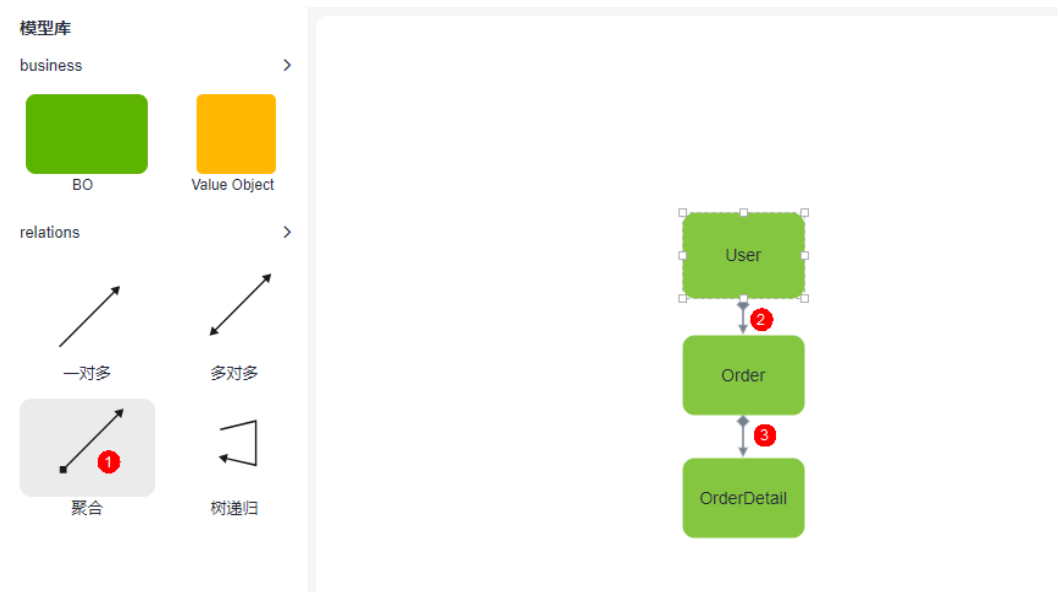 模型库
business
BO
Value Object
relations
一对多
多对多
1
聚合
树递归
User
2
Order
3
OrderDetail